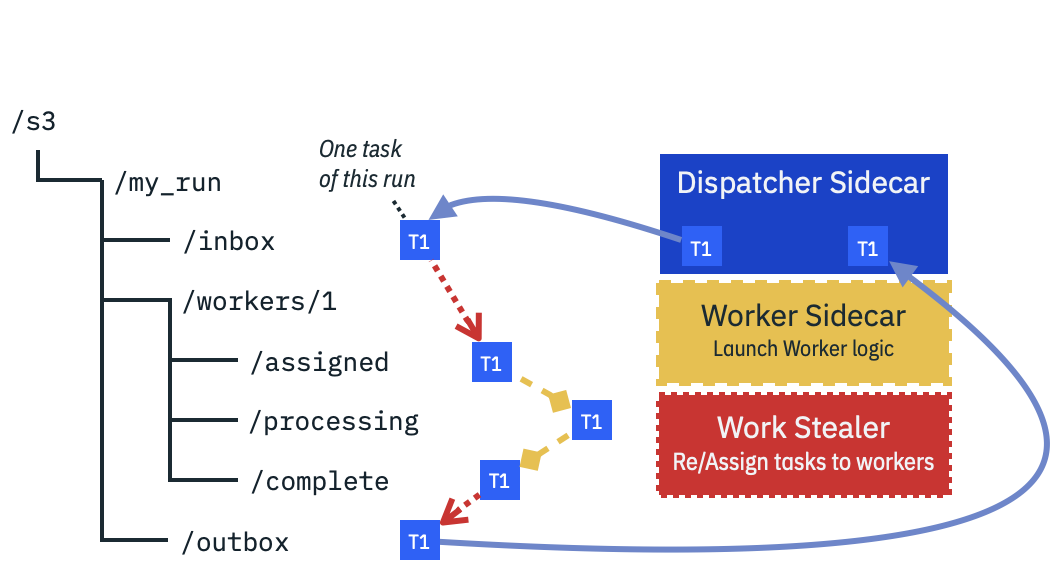 /s3
/my_run
/inbox
/workers/1
/assigned
/processing
/complete
/outbox
One task
of this run
T1
T1
T1
T1
T1
Dispatcher Sidecar
T1
T1
Worker Sidecar
Launch Worker logic
Work Stealer
Re/Assign tasks to workers